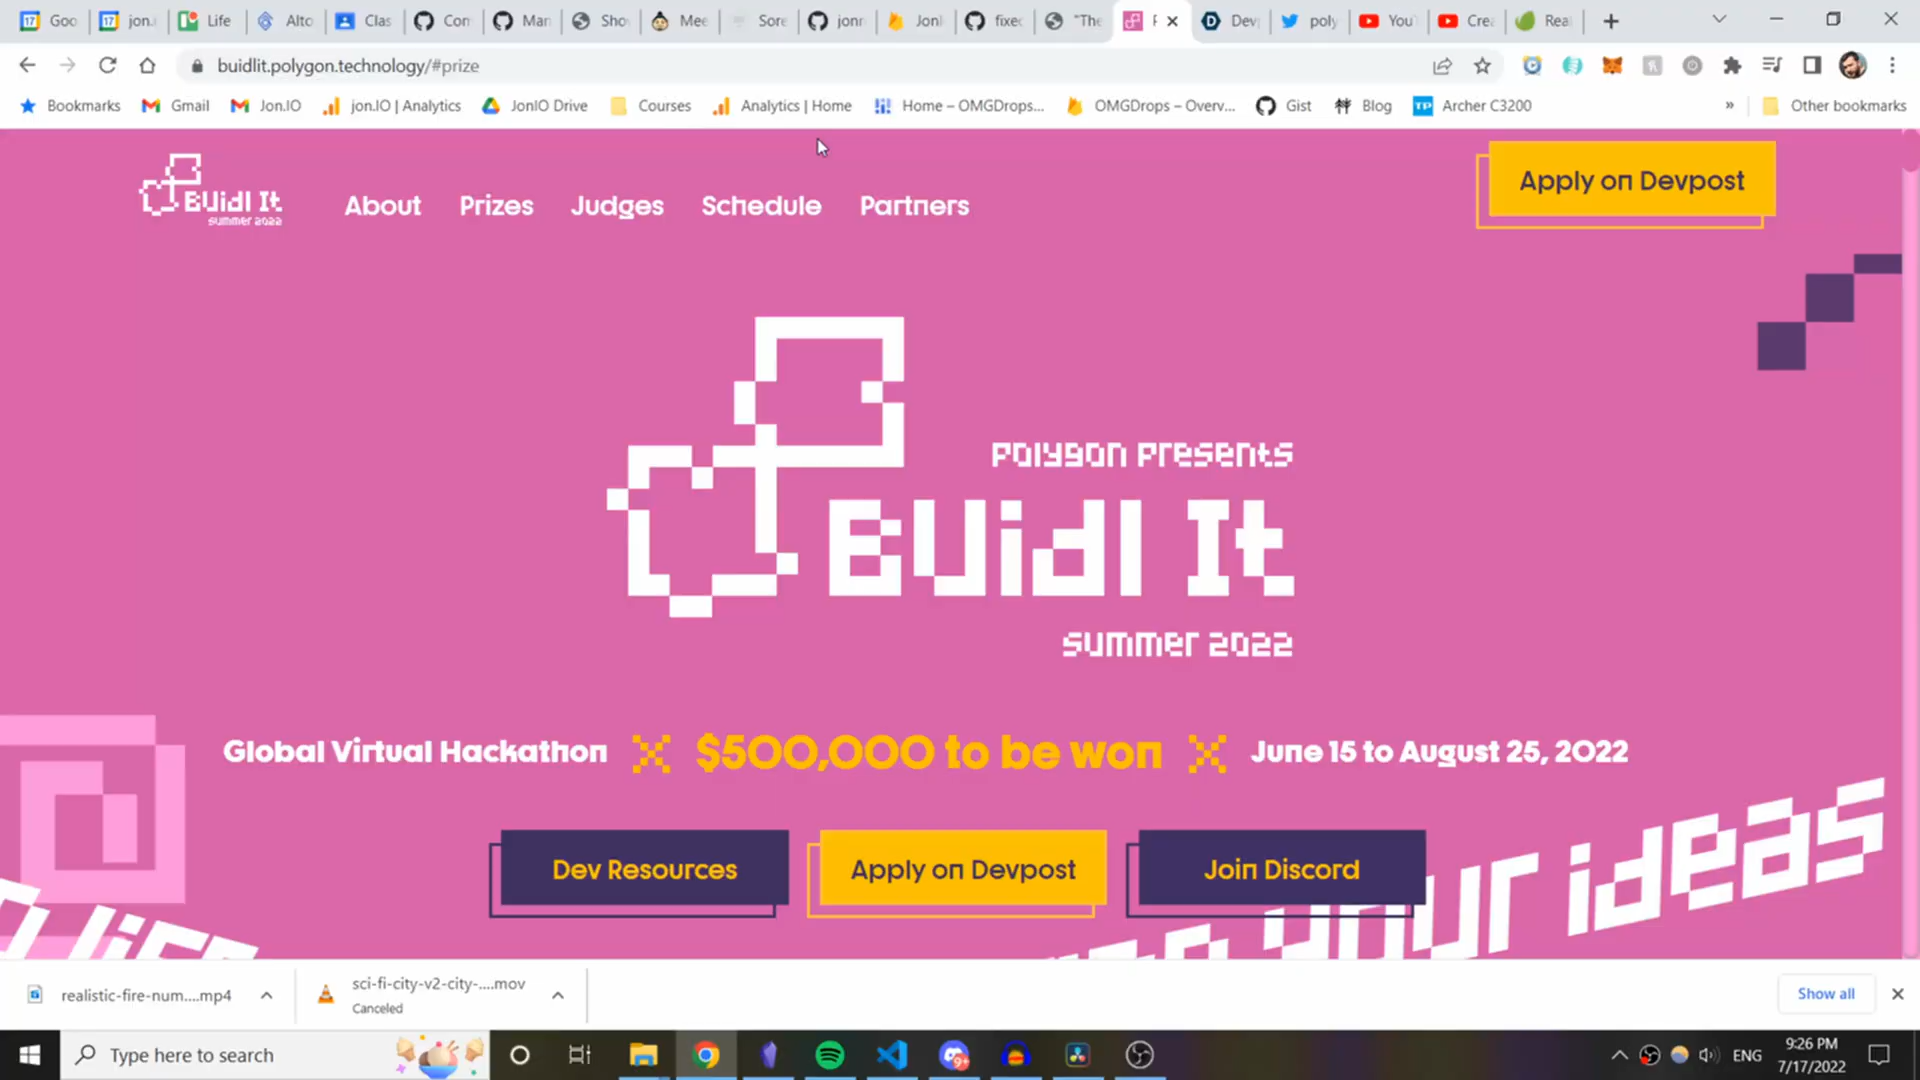 Goo
jon.
Life
Alto
Clas
Con
Man
Sho
Mee
Sore
jonr
Jonl
fixec
"The
F
Dev
poly
You
Crea
Rea
buidlit.polygon.technology/#prize
Bookmarks
Gmail
Jon.IO
jon.IO | Analytics
JonIO Drive
Courses
Analytics | Home
Home – OMGDrops...
OMGDrops – Overv...
Gist
Blog
TP
Archer C3200
»
Other bookmarks
BUidl It
summer 2022
About
Prizes
Judges
Schedule
Partners
Apply on Devpost
Polygon Presents
BUidl It
summer 2022
Global Virtual Hackathon
$500,000 to be won
June 15 to August 25, 2022
Dev Resources
Apply on Devpost
Join Discord
your ideas
realistic-fire-num....mp4
sci-fi-city-v2-city-....mov
Canceled
Show all
Type here to search
ENG
9:26 PM
7/17/2022